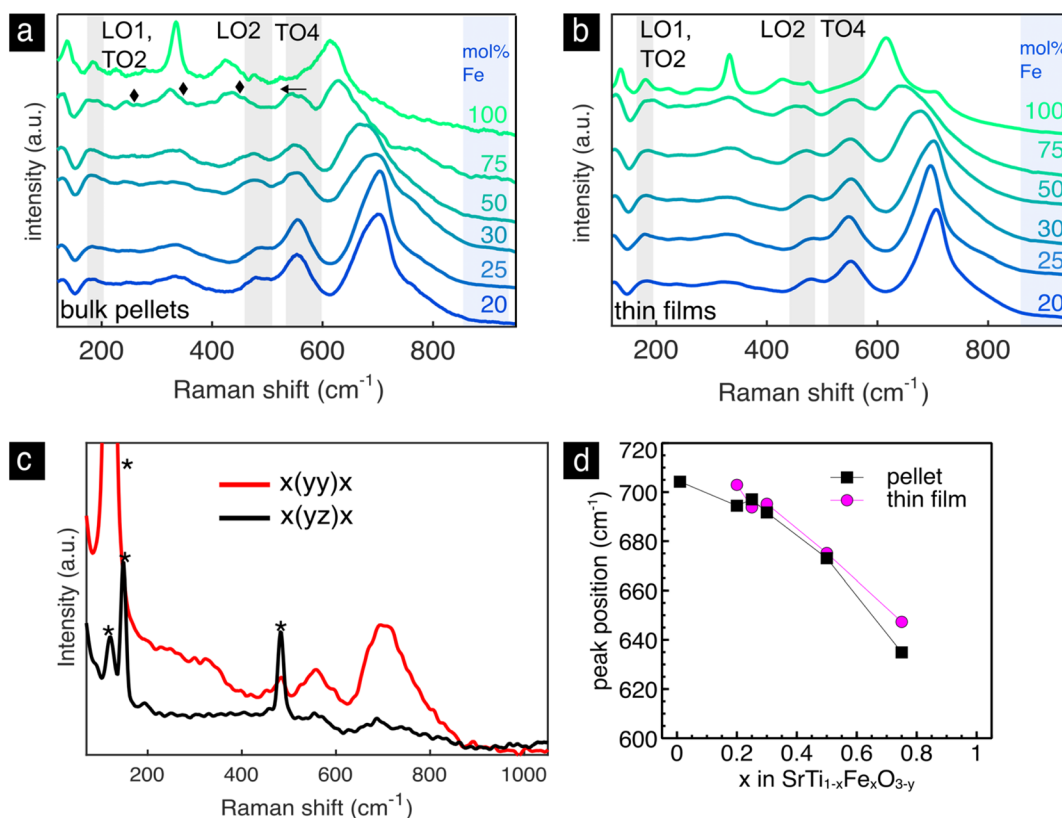 a
LO1,
TO2
LO2
TO4
mol%
Fe
100
75
50
30
25
20
bulk pellets
intensity (a.u.)
200
400
600
800
Raman shift (cm⁻¹)
b
LO1,
TO2
LO2
TO4
mol%
Fe
100
75
50
30
25
20
thin films
intensity (a.u.)
200
400
600
800
Raman shift (cm⁻¹)
c
x(yy)x
x(yz)x
*
*
*
*
Intensity (a.u.)
200
400
600
800
1000
Raman shift (cm⁻¹)
d
pellet
thin film
720
700
680
660
640
620
600
peak position (cm⁻¹)
0
0.2
0.4
0.6
0.8
1
x in SrTi₁₋ₓFeₓO₃₋ᵧ